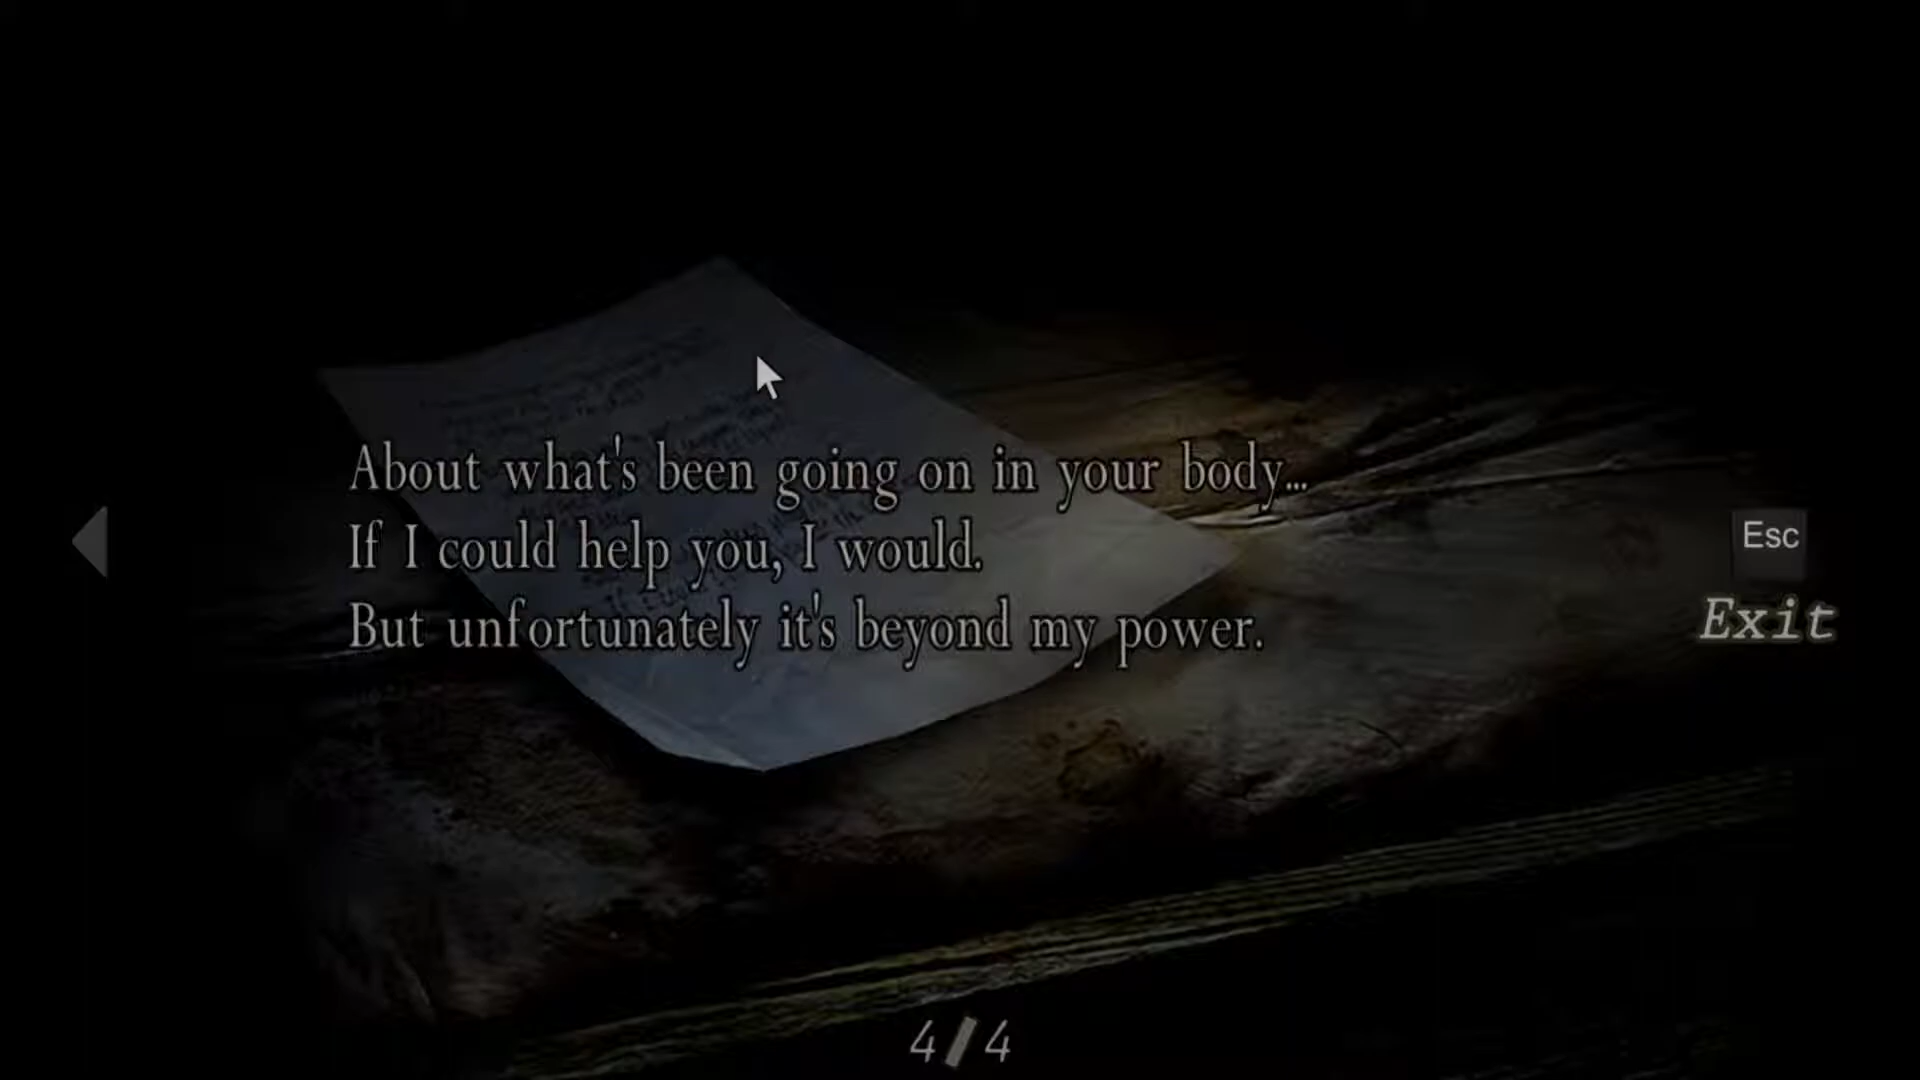 About what's been going on in your body...
If I could help you, I would.
But unfortunately it's beyond my power.
Esc
Exit
4/4